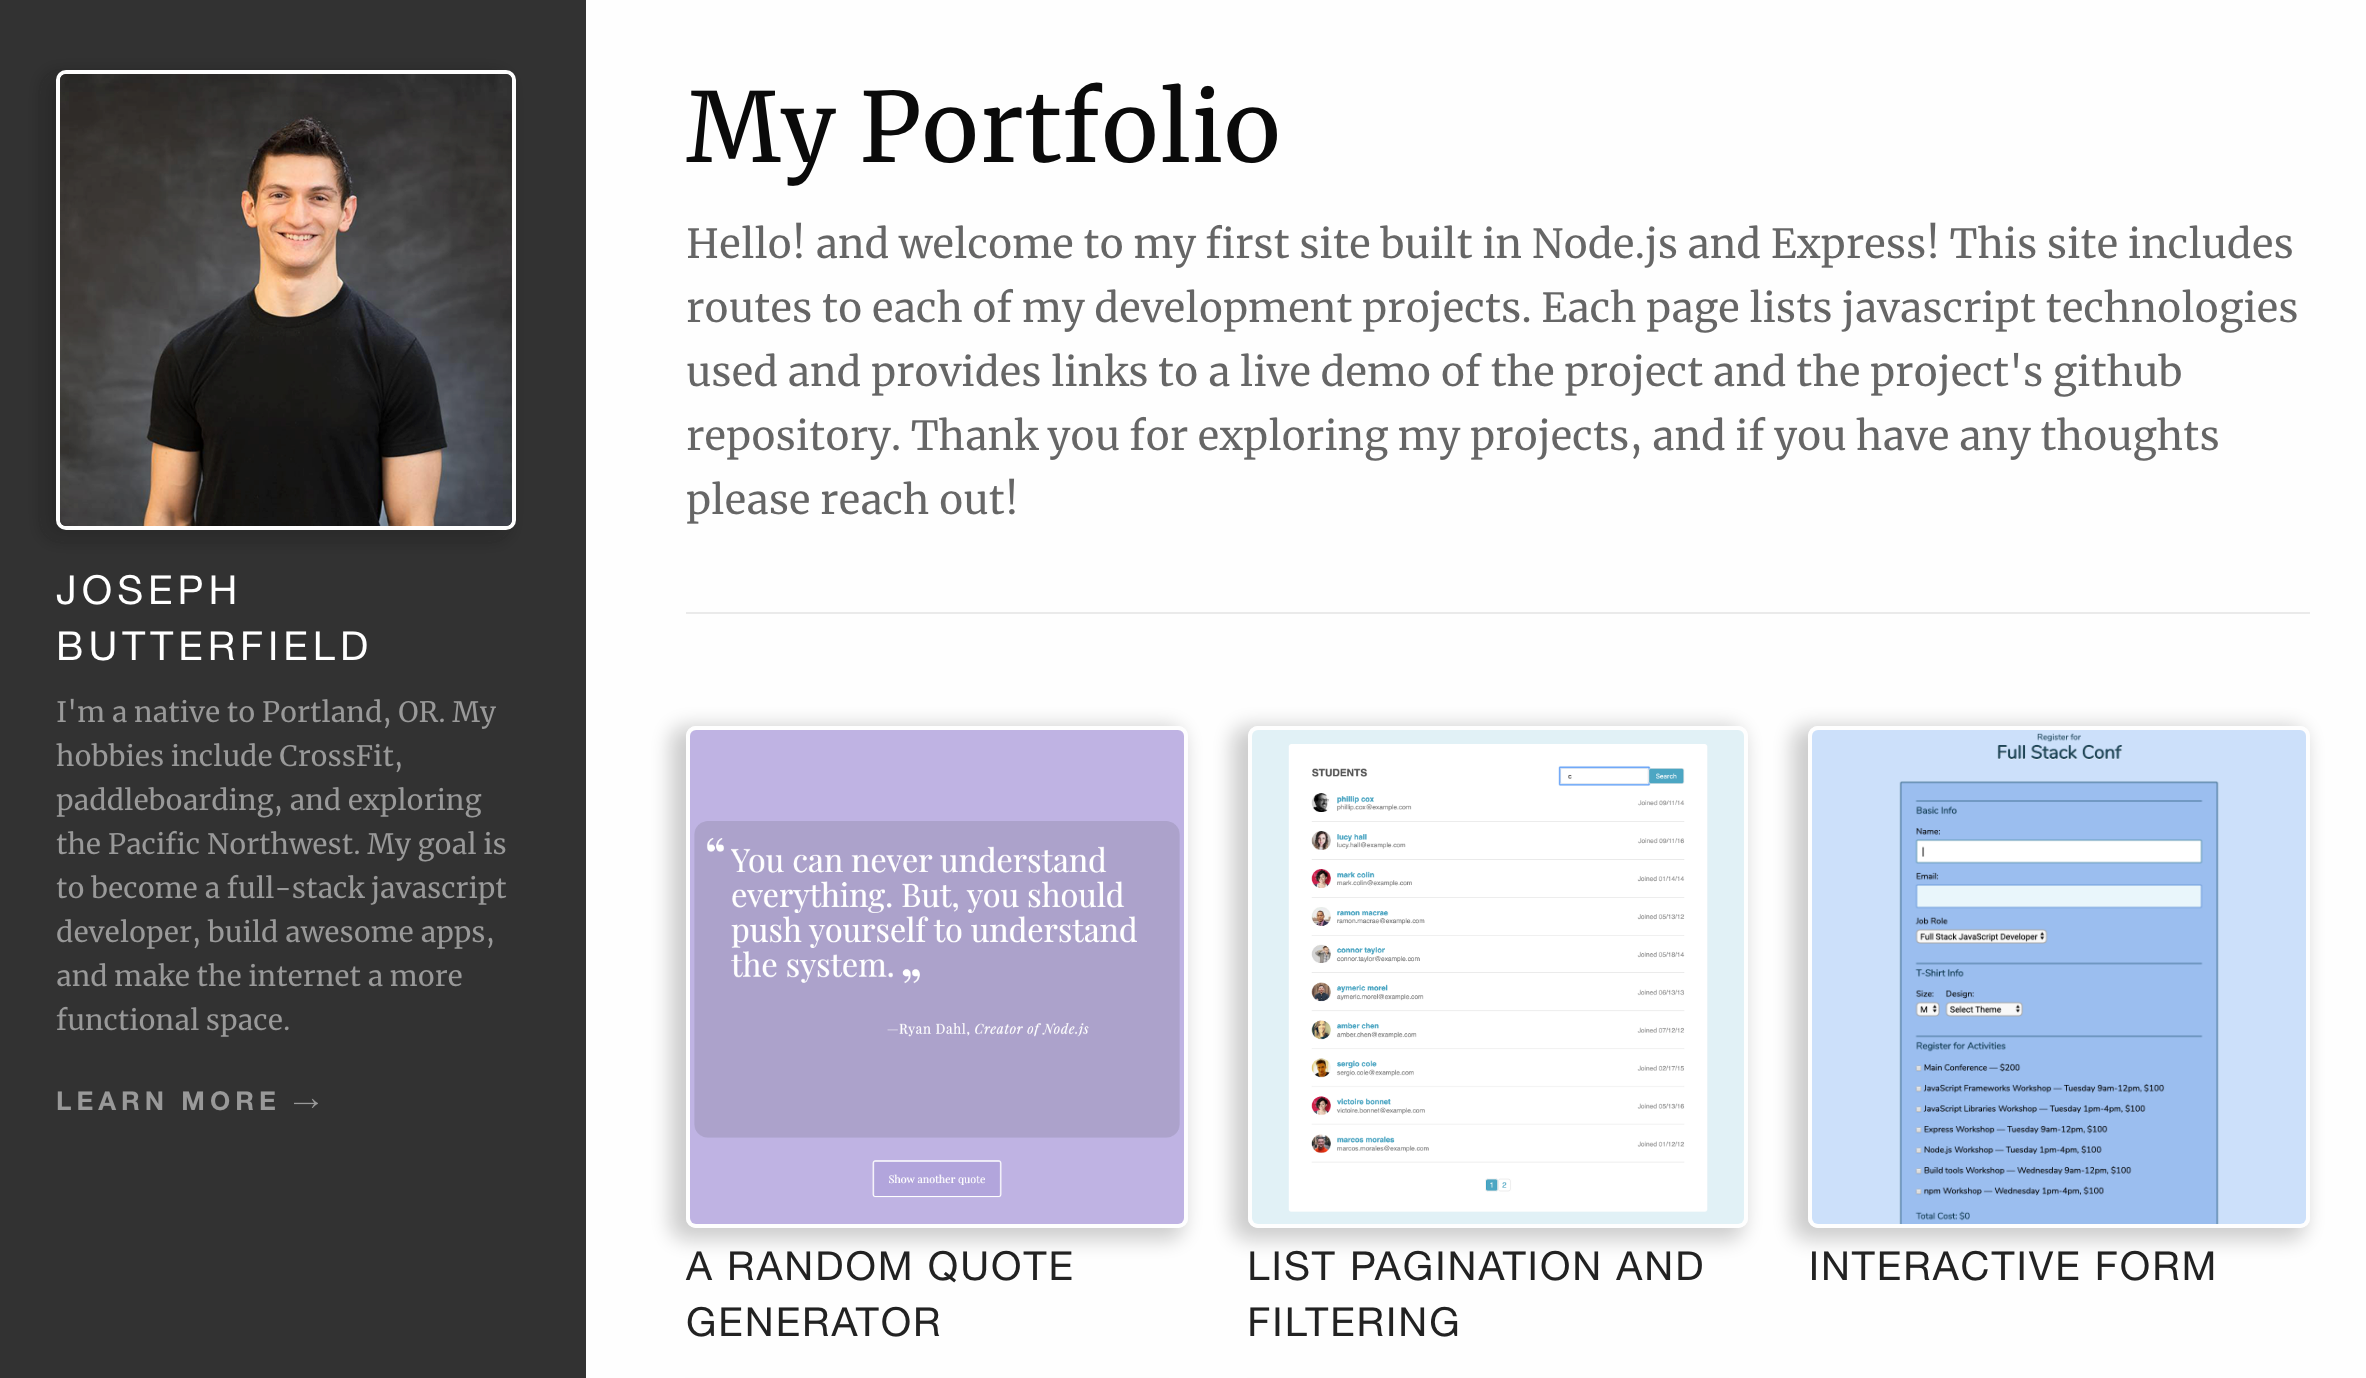 JOSEPH
BUTTERFIELD
I'm a native to Portland, OR. My
hobbies include CrossFit,
paddleboarding, and exploring
the Pacific Northwest. My goal is
to become a full-stack javascript
developer, build awesome apps,
and make the internet a more
functional space.
LEARN MORE →
My Portfolio
Hello! and welcome to my first site built in Node.js and Express! This site includes
routes to each of my development projects. Each page lists javascript technologies
used and provides links to a live demo of the project and the project's github
repository. Thank you for exploring my projects, and if you have any thoughts
please reach out!
“ You can never understand
everything. But, you should
push yourself to understand
the system. ”
—Ryan Dahl, Creator of Node.js
Show another quote
A RANDOM QUOTE
GENERATOR
STUDENTS
c Search
phillip cox
phillip.cox@example.com Joined 09/11/14
lucy hall
lucy.hall@example.com Joined 09/11/16
mark colin
mark.colin@example.com Joined 01/14/14
ramon macrae
ramon.macrae@example.com Joined 05/13/12
connor taylor
connor.taylor@example.com Joined 05/18/14
aymeric morel
aymeric.morel@example.com Joined 06/13/13
amber chen
amber.chen@example.com Joined 07/12/12
sergio cole
sergio.cole@example.com Joined 02/17/15
victoire bonnet
victoire.bonnet@example.com Joined 05/13/16
marcos morales
marcos.morales@example.com Joined 01/12/12
1 2
LIST PAGINATION AND
FILTERING
Register for
Full Stack Conf
Basic Info
Name:
Email:
Job Role
Full Stack JavaScript Developer
T-Shirt Info
Size: Design:
M Select Theme
Register for Activities
Main Conference — $200
JavaScript Frameworks Workshop — Tuesday 9am-12pm, $100
JavaScript Libraries Workshop — Tuesday 1pm-4pm, $100
Express Workshop — Tuesday 9am-12pm, $100
Node.js Workshop — Tuesday 1pm-4pm, $100
Build tools Workshop — Wednesday 9am-12pm, $100
npm Workshop — Wednesday 1pm-4pm, $100
Total Cost: $0
INTERACTIVE FORM